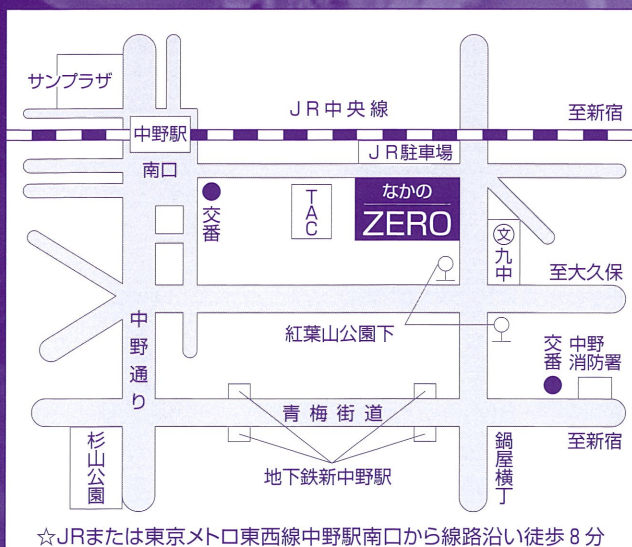 サンプラザ
JR中央線
至新宿
中野駅
JR駐車場
南口
交番
TAC
なかの
ZERO
㊛九中
至大久保
紅葉山公園下
中野通り
交番
中野
消防署
青梅街道
杉山公園
地下鉄新中野駅
鍋屋横丁
至新宿
☆JRまたは東京メトロ東西線中野駅南口から線路沿い徒歩8分